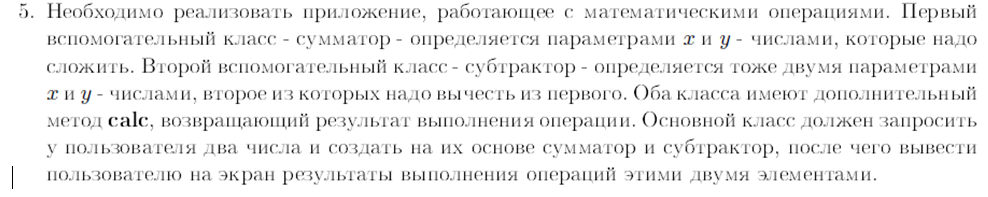 5. Необходимо реализовать приложение, работающее с математическими операциями. Первый
вспомогательный класс - сумматор - определяется параметрами x и y - числами, которые надо
сложить. Второй вспомогательный класс - субтрактор - определяется тоже двумя параметрами
x и y - числами, второе из которых надо вычесть из первого. Оба класса имеют дополнительный
метод calc, возвращающий результат выполнения операции. Основной класс должен запросить
у пользователя два числа и создать на их основе сумматор и субтрактор, после чего вывести
пользователю на экран результаты выполнения операций этими двумя элементами.